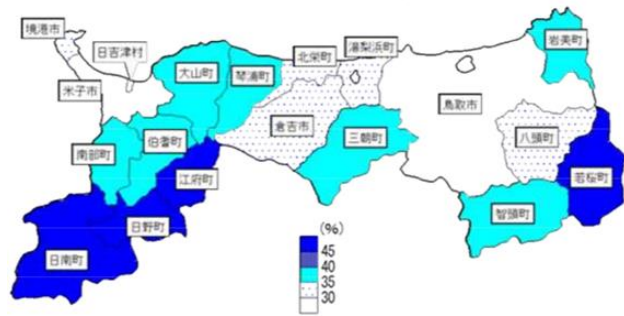 境港市
日吉津村
米子市
大山町
琴浦町
北栄町
湯梨浜町
岩美町
鳥取市
倉吉市
三朝町
八頭町
若桜町
智頭町
南部町
伯耆町
江府町
日野町
日南町
(%)
45
40
35
30